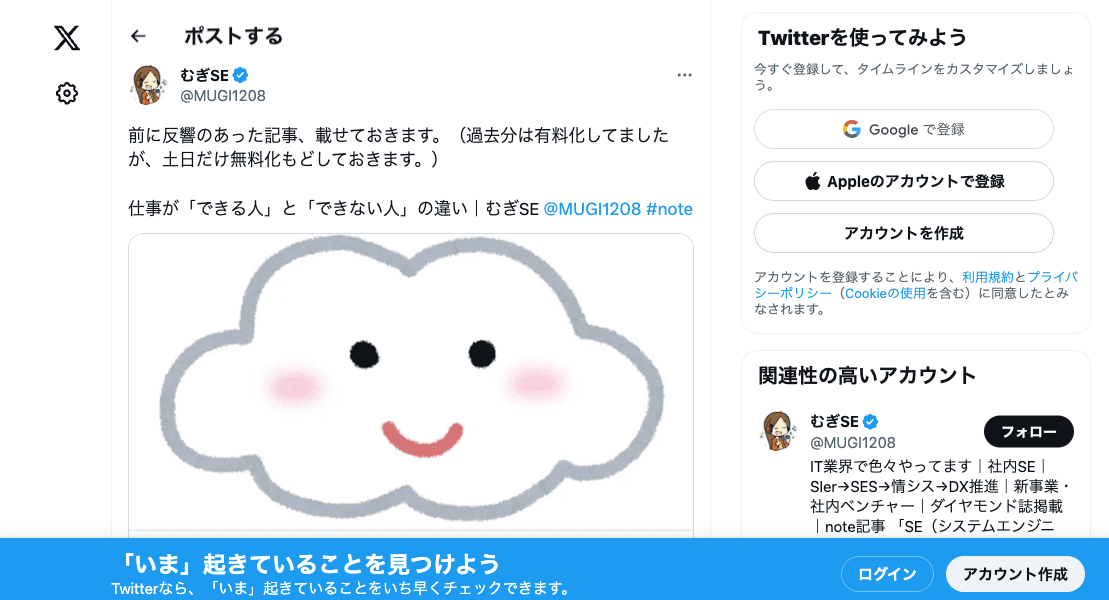 ポストする
むぎSE
@MUGI1208
前に反響のあった記事、載せておきます。（過去分は有料化してました
が、土日だけ無料化もどしておきます。）
仕事が「できる人」と「できない人」の違い｜むぎSE @MUGI1208 #note
Twitterを使ってみよう
今すぐ登録して、タイムラインをカスタマイズしましょ
う。
Google で登録
Appleのアカウントで登録
アカウントを作成
アカウントを登録することにより、利用規約とプライバ
シーポリシー（Cookieの使用を含む）に同意したとみ
なされます。
関連性の高いアカウント
むぎSE
@MUGI1208
フォロー
IT業界で色々やってます｜社内SE｜
SIer→SES→情シス→DX推進｜新事業・
社内ベンチャー｜ダイヤモンド誌掲載
｜note記事 「SE（システムエンジニ
「いま」起きていることを見つけよう
Twitterなら、「いま」起きていることをいち早くチェックできます。
ログイン
アカウント作成